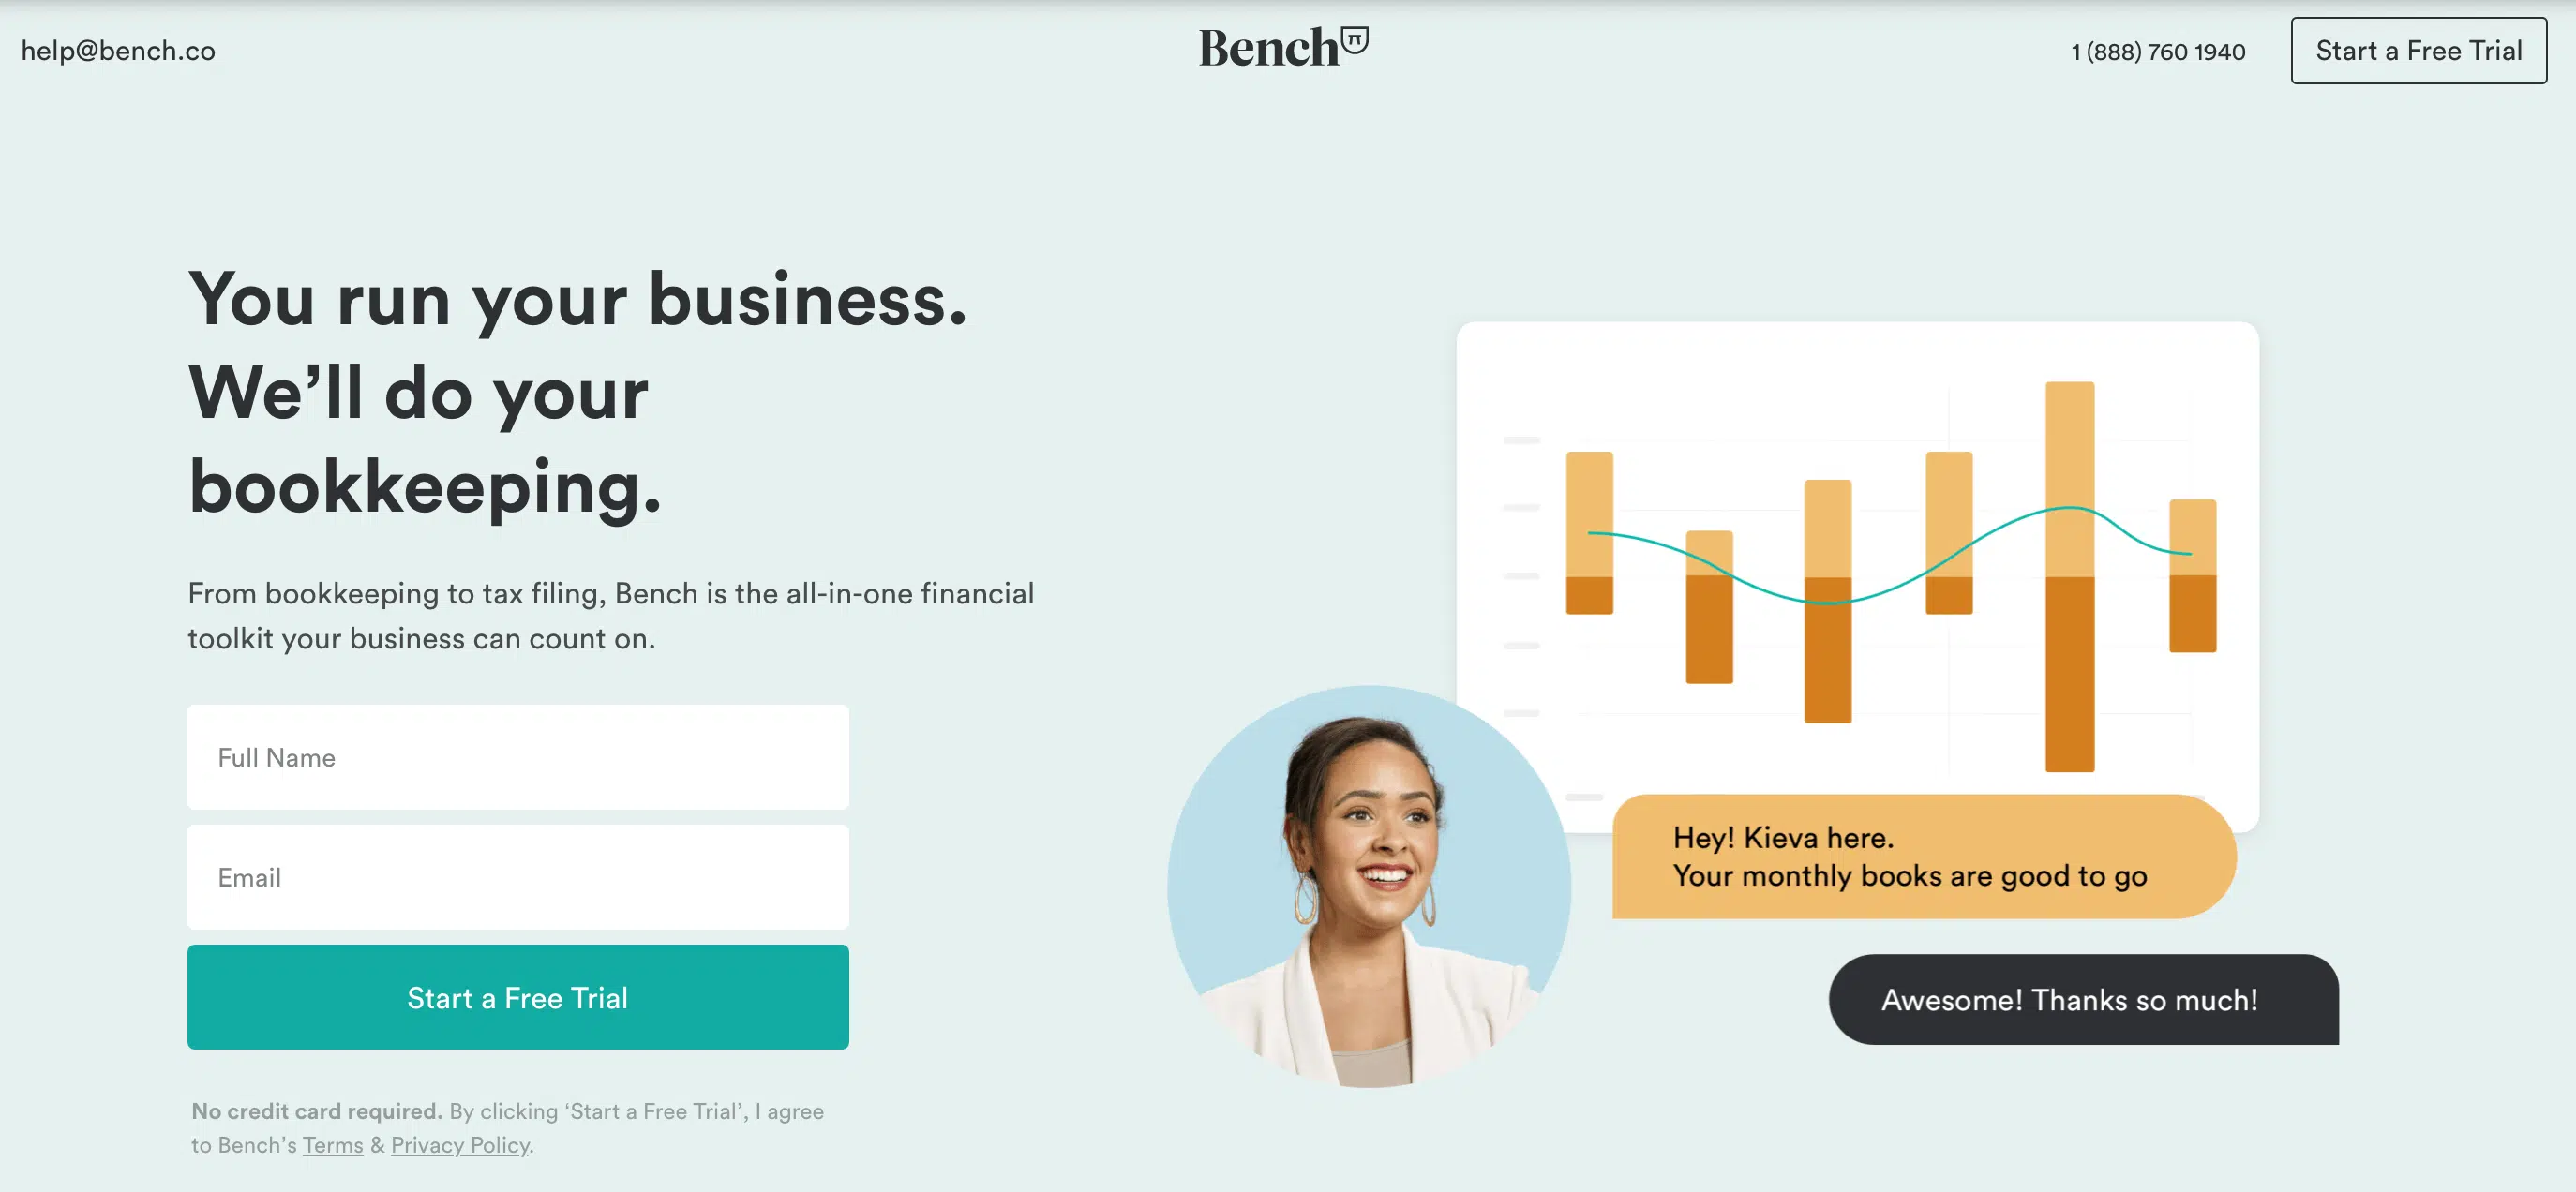 help@bench.co
Bench
1 (888) 760 1940
Start a Free Trial
You run your business.
We’ll do your
bookkeeping.
From bookkeeping to tax filing, Bench is the all-in-one financial
toolkit your business can count on.
Full Name
Email
Start a Free Trial
No credit card required. By clicking ‘Start a Free Trial’, I agree
to Bench’s Terms & Privacy Policy.
Hey! Kieva here.
Your monthly books are good to go
Awesome! Thanks so much!